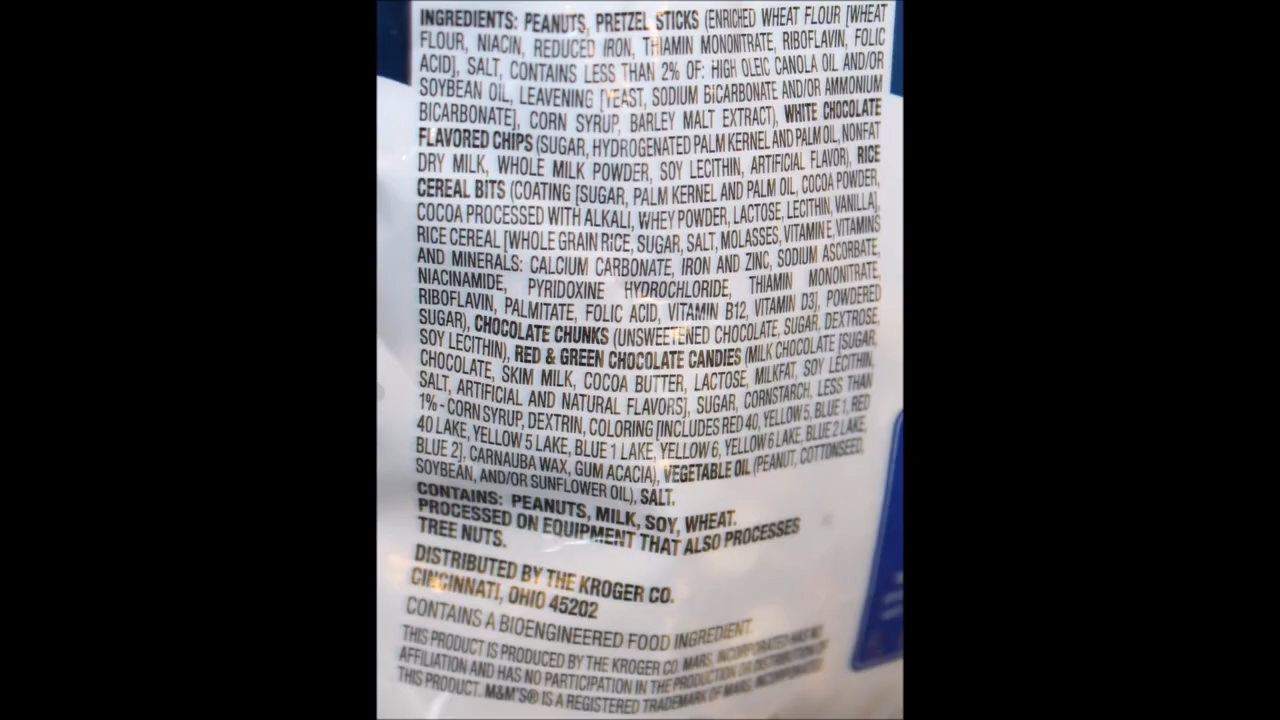 INGREDIENTS: PEANUTS, PRETZEL STICKS (ENRICHED WHEAT FLOUR [WHEAT
FLOUR, NIACIN, REDUCED IRON, THIAMIN MONONITRATE, RIBOFLAVIN, FOLIC
ACID], SALT, CONTAINS LESS THAN 2% OF: HIGH OLEIC CANOLA OIL AND/OR
SOYBEAN OIL, LEAVENING [YEAST, SODIUM BICARBONATE AND/OR AMMONIUM
BICARBONATE], CORN SYRUP, BARLEY MALT EXTRACT), WHITE CHOCOLATE
FLAVORED CHIPS (SUGAR, HYDROGENATED PALM KERNEL AND PALM OIL, NONFAT
DRY MILK, WHOLE MILK POWDER, SOY LECITHIN, ARTIFICIAL FLAVOR), RICE
CEREAL BITS (COATING [SUGAR, PALM KERNEL AND PALM OIL, COCOA POWDER,
COCOA PROCESSED WITH ALKALI, WHEY POWDER, LACTOSE, LECITHIN, VANILLA],
RICE CEREAL [WHOLE GRAIN RICE, SUGAR, SALT, MOLASSES, VITAMIN E, VITAMINS
AND MINERALS: CALCIUM CARBONATE, IRON AND ZINC, SODIUM ASCORBATE,
NIACINAMIDE, PYRIDOXINE HYDROCHLORIDE, THIAMIN MONONITRATE,
RIBOFLAVIN, PALMITATE, FOLIC ACID, VITAMIN B12, VITAMIN D3], POWDERED
SUGAR), CHOCOLATE CHUNKS (UNSWEETENED CHOCOLATE, SUGAR, DEXTROSE,
SOY LECITHIN), RED & GREEN CHOCOLATE CANDIES (MILK CHOCOLATE [SUGAR,
CHOCOLATE, SKIM MILK, COCOA BUTTER, LACTOSE, MILKFAT, SOY LECITHIN,
SALT, ARTIFICIAL AND NATURAL FLAVORS], SUGAR, CORNSTARCH, LESS THAN
1% - CORN SYRUP, DEXTRIN, COLORING [INCLUDES RED 40, YELLOW 5, BLUE 1, RED
40 LAKE, YELLOW 5 LAKE, BLUE 1 LAKE, YELLOW 6, YELLOW 6 LAKE, BLUE 2 LAKE,
BLUE 2], CARNAUBA WAX, GUM ACACIA), VEGETABLE OIL (PEANUT, COTTONSEED,
SOYBEAN, AND/OR SUNFLOWER OIL), SALT.
CONTAINS: PEANUTS, MILK, SOY, WHEAT.
PROCESSED ON EQUIPMENT THAT ALSO PROCESSES
TREE NUTS.
DISTRIBUTED BY THE KROGER CO.
CINCINNATI, OHIO 45202
CONTAINS A BIOENGINEERED FOOD INGREDIENT.
THIS PRODUCT IS PRODUCED BY THE KROGER CO. MARS, INCORPORATED HAS NO
AFFILIATION AND HAS NO PARTICIPATION IN THE PRODUCTION OR DISTRIBUTION OF
THIS PRODUCT. M&M'S® IS A REGISTERED TRADEMARK OF MARS, INCORPORATED